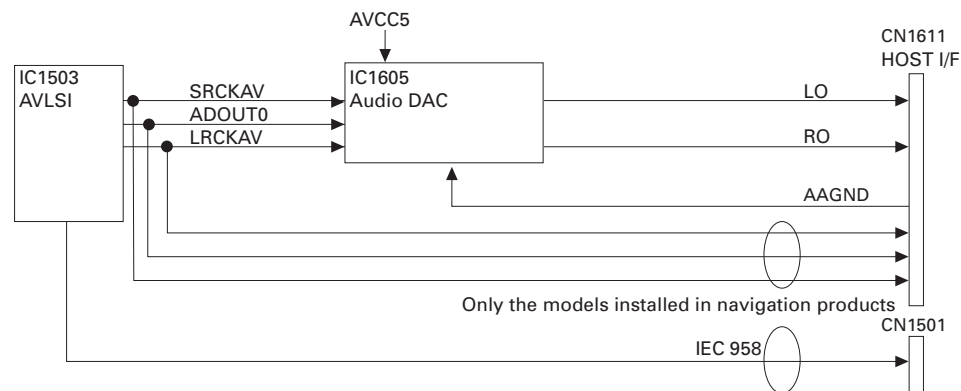 AVCC5
CN1611
HOST I/F
IC1503
AVLSI
SRCKAV
ADOUT0
LRCKAV
IC1605
Audio DAC
LO
RO
AAGND
Only the models installed in navigation products
CN1501
IEC 958